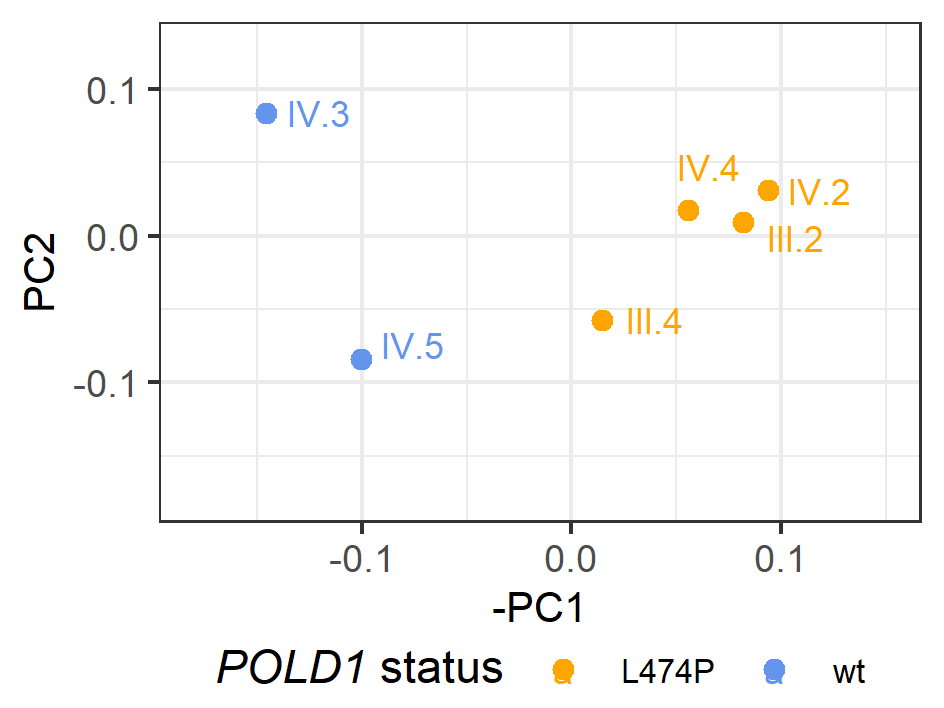 0.1
IV.3
IV.4
IV.2
0.0
III.2
PC2
III.4
IV.5
-0.1
-0.1
0.0
0.1
-PC1
POLD1 status
a
L474P
a
wt